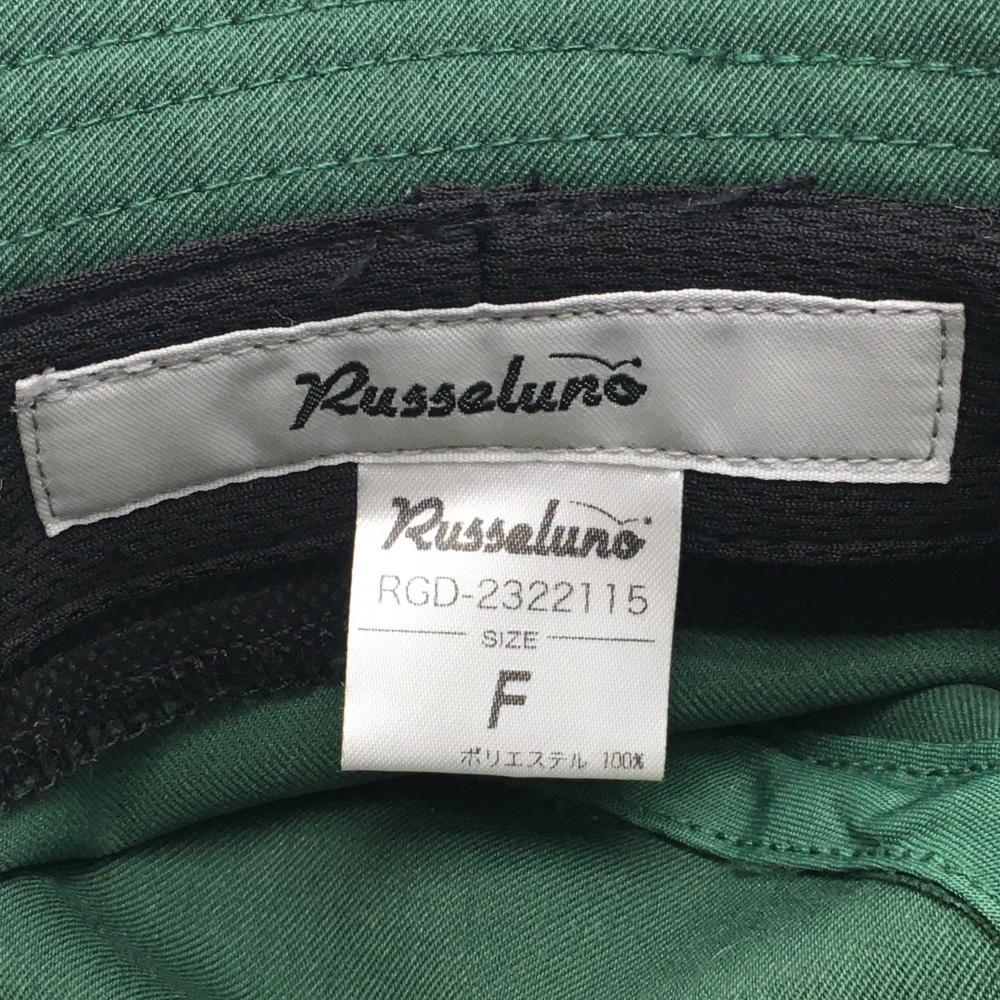 Russeluno
Russeluno
RGD-2322115
SIZE
F
ポリエステル 100%